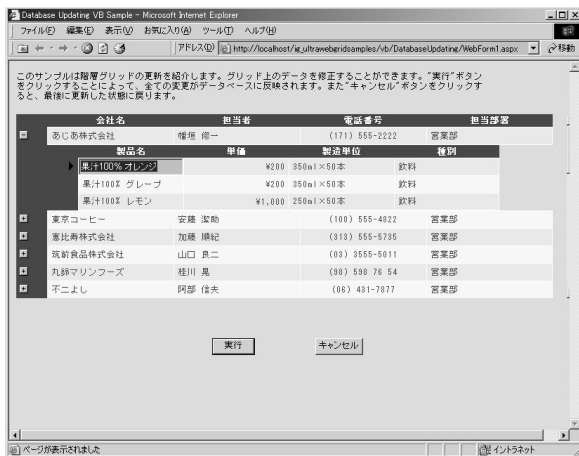 Database Updating VB Sample - Microsoft Internet Explorer
ファイル(F) 編集(E) 表示(V) お気に入り(A) ツール(T) ヘルプ(H)
アドレス(D) http://localhost/ig_ultrawebgridsamples/vb/DatabaseUpdating/WebForm1.aspx 移動
このサンプルは階層グリッドの更新を紹介します。グリッド上のデータを修正することができます。"実行"ボタン
をクリックすることによって、全ての変更がデータベースに反映されます。また"キャンセル"ボタンをクリックす
ると、最後に更新した状態に戻ります。
会社名 担当者 電話番号 担当部署
あじあ株式会社 幡垣 修一 (171) 555-2222 営業部
製品名 単価 製造単位 種別
果汁100% オレンジ ¥200 350ml×50本 飲料
果汁100% グレープ ¥200 350ml×50本 飲料
果汁100% レモン ¥1,000 250ml×50本 飲料
東京コーヒー 安藤 潔助 (100) 555-4822 営業部
恵比寿株式会社 加藤 順紀 (313) 555-5735 営業部
筑前食品株式会社 山口 良二 (03) 3555-5011 営業部
丸錦マリンフーズ 桂川 晃 (98) 598 76 54 営業部
不二よし 阿部 信夫 (06) 431-7877 営業部
実行 キャンセル
ページが表示されました イントラネット